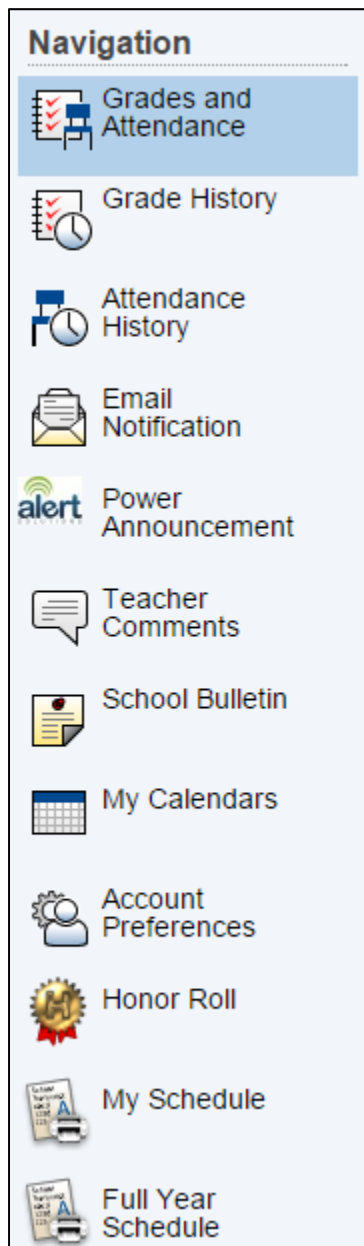 Navigation
Grades and
Attendance
Grade History
Attendance
History
Email
Notification
alert
SOLUTIONS
Power
Announcement
Teacher
Comments
School Bulletin
My Calendars
Account
Preferences
H
Honor Roll
A
My Schedule
A
Full Year
Schedule